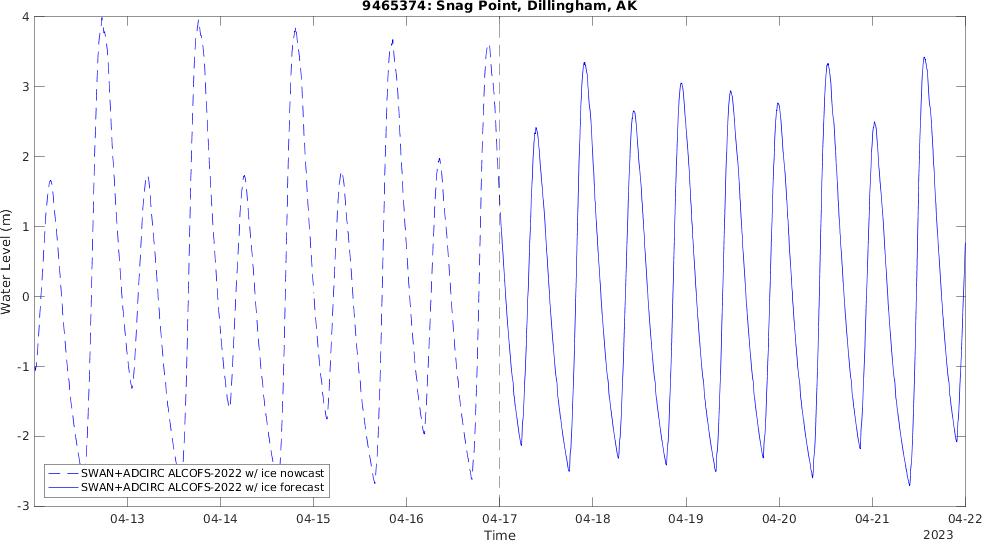 9465374: Snag Point, Dillingham, AK
4
3
2
1
0
-1
-2
-3
Water Level (m)
SWAN+ADCIRC ALCOFS-2022 w/ ice nowcast
SWAN+ADCIRC ALCOFS-2022 w/ ice forecast
04-13 04-14 04-15 04-16 04-17 04-18 04-19 04-20 04-21 04-22
Time
2023